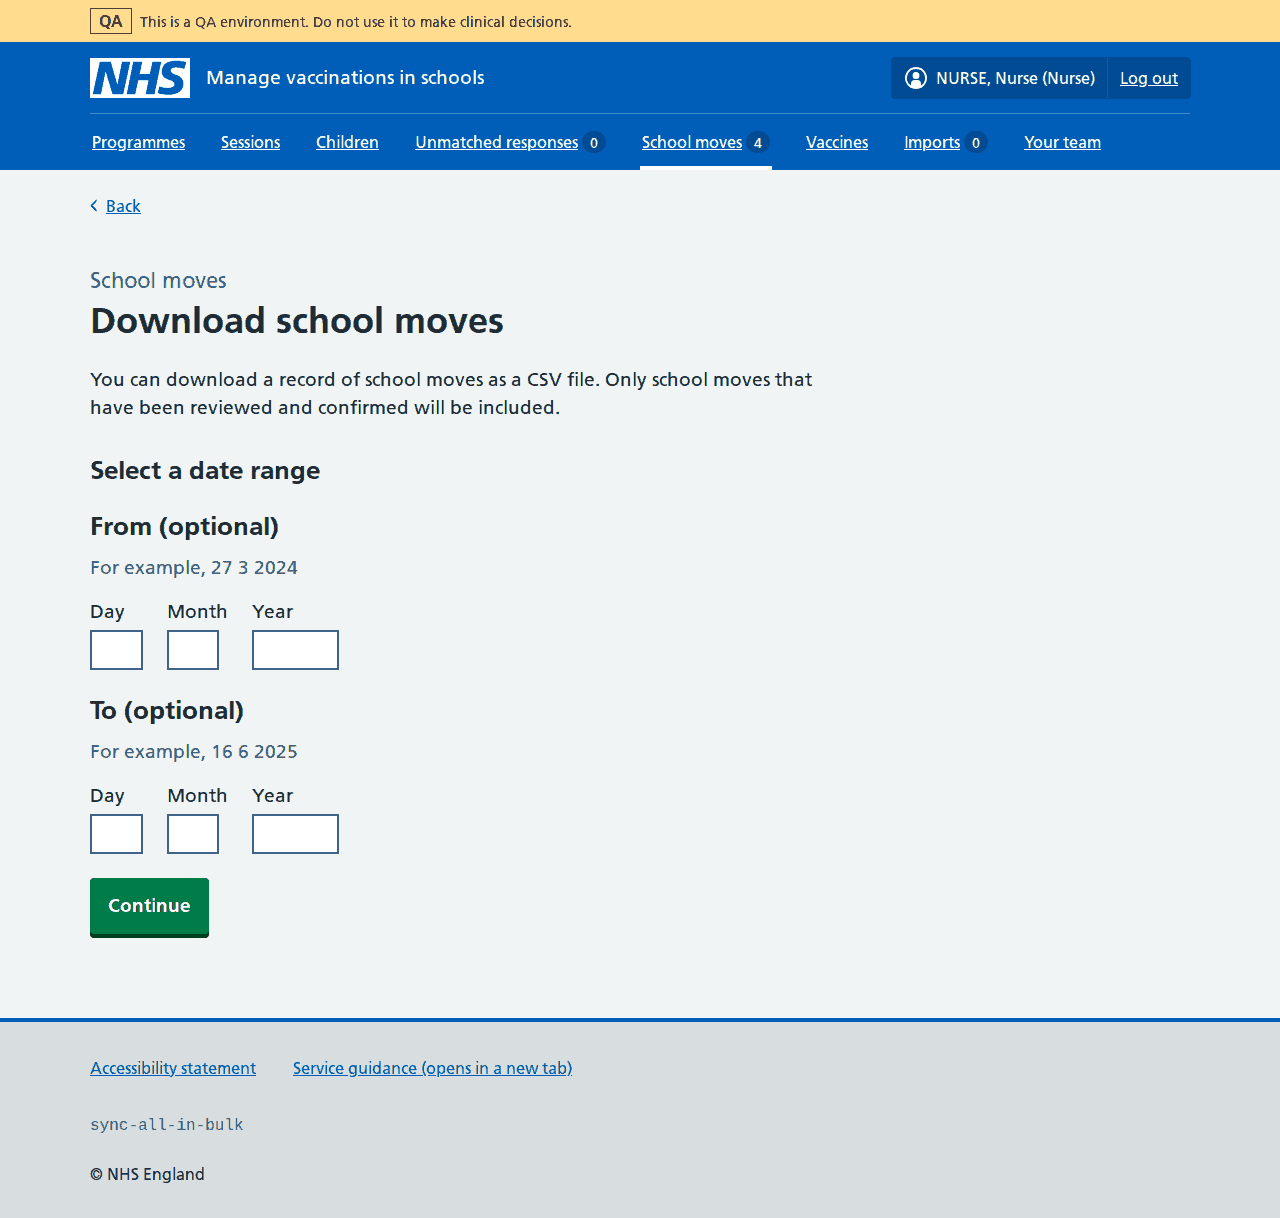 QA This is a QA environment. Do not use it to make clinical decisions.
NHS Manage vaccinations in schools NURSE, Nurse (Nurse) Log out
Programmes Sessions Children Unmatched responses 0 School moves 4 Vaccines Imports 0 Your team
Back
School moves
Download school moves
You can download a record of school moves as a CSV file. Only school moves that
have been reviewed and confirmed will be included.
Select a date range
From (optional)
For example, 27 3 2024
Day Month Year
To (optional)
For example, 16 6 2025
Day Month Year
Continue
Accessibility statement Service guidance (opens in a new tab)
sync-all-in-bulk
© NHS England